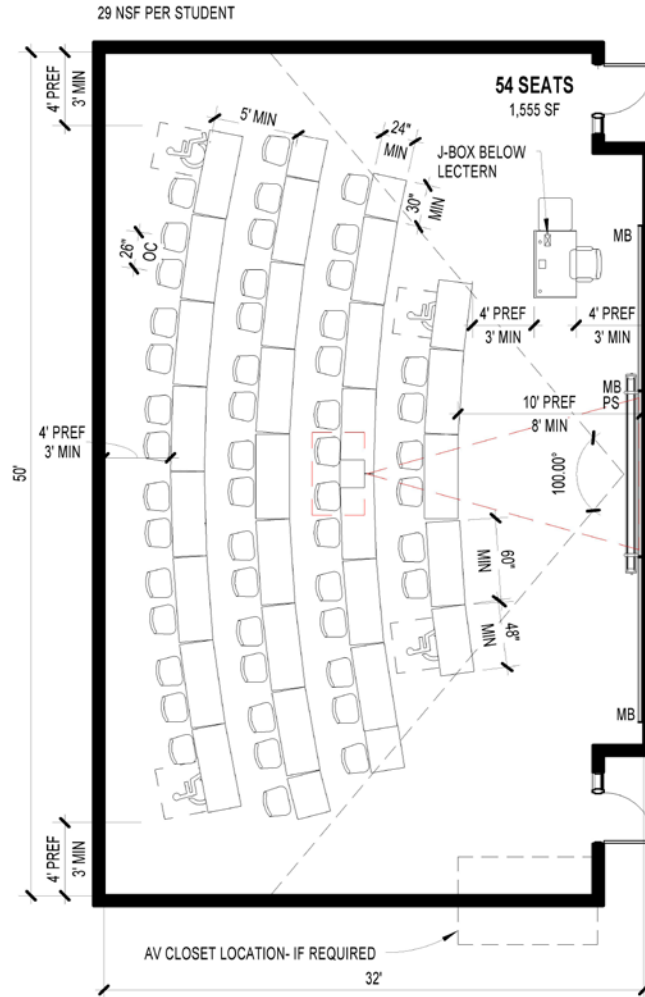 29 NSF PER STUDENT
4' PREF
3' MIN
54 SEATS
1,555 SF
5' MIN
24"
MIN
J-BOX BELOW
LECTERN
30"
MIN
26"
OC
MB
4' PREF
3' MIN
4' PREF
3' MIN
MB
PS
10' PREF
8' MIN
4' PREF
3' MIN
100.00°
50'
60"
MIN
48"
MIN
MB
4' PREF
3' MIN
AV CLOSET LOCATION- IF REQUIRED
32'